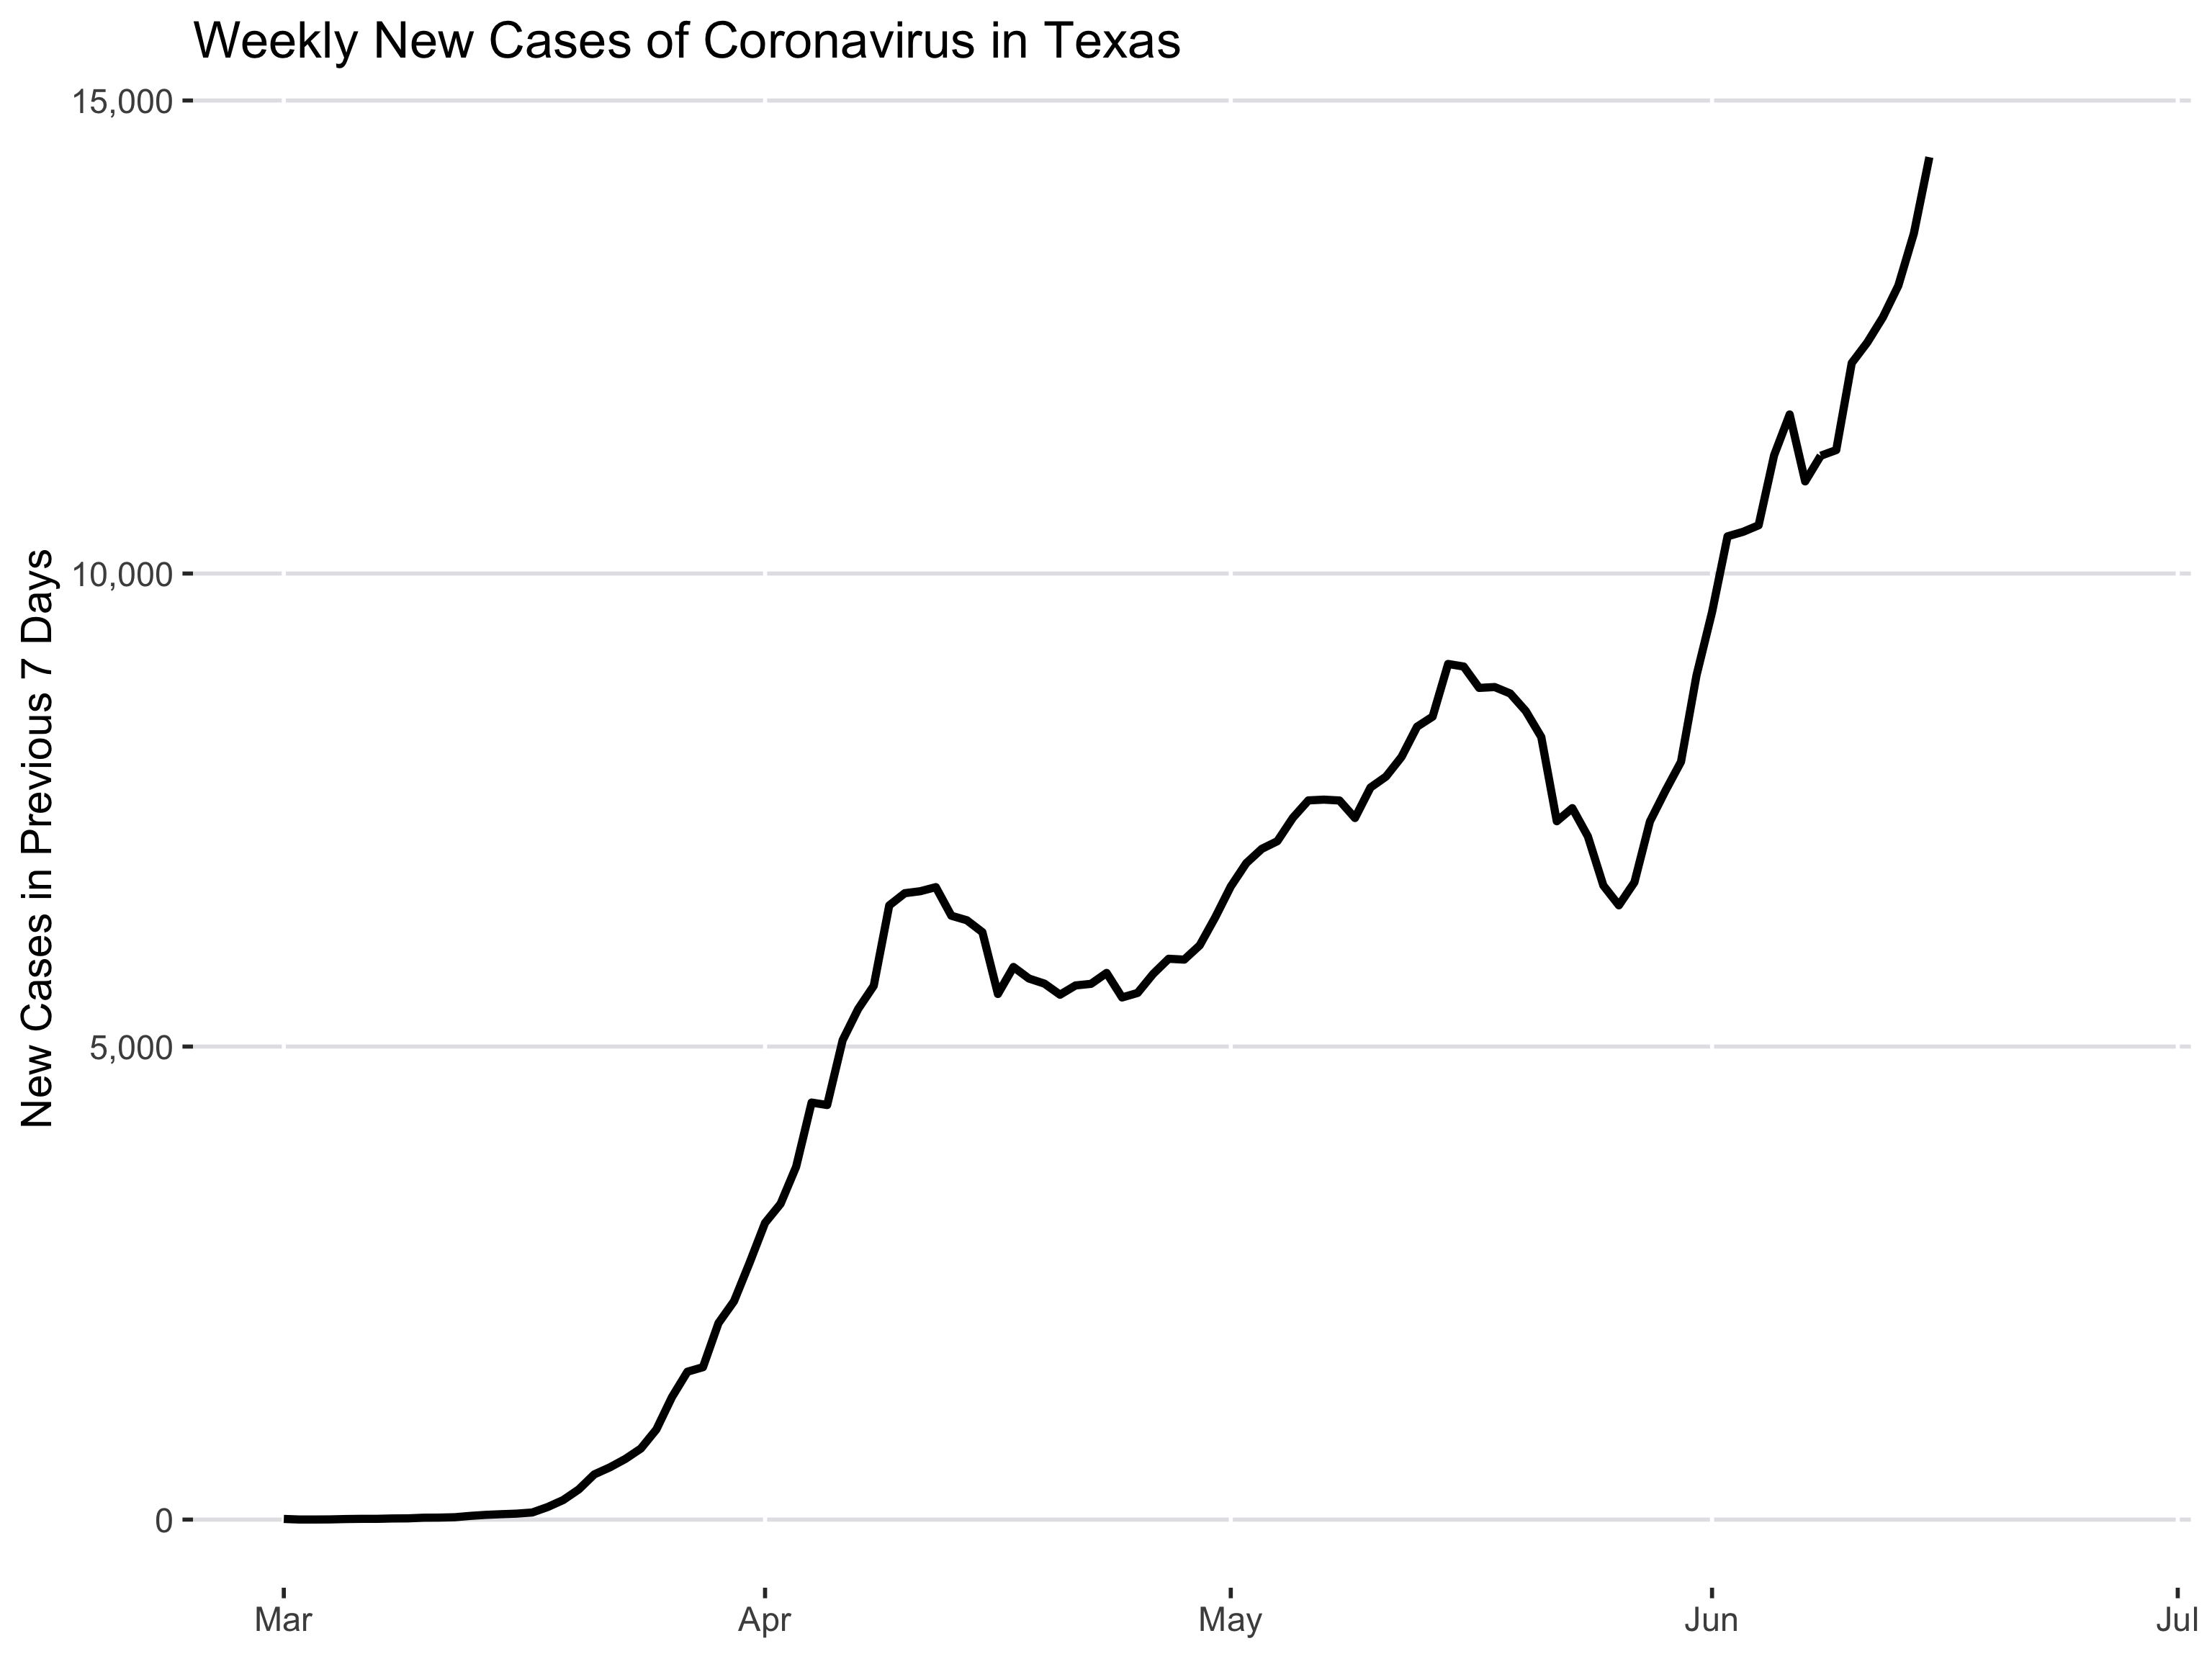 Weekly New Cases of Coronavirus in Texas
15,000
10,000
5,000
0
New Cases in Previous 7 Days
Mar
Apr
May
Jun
Jul